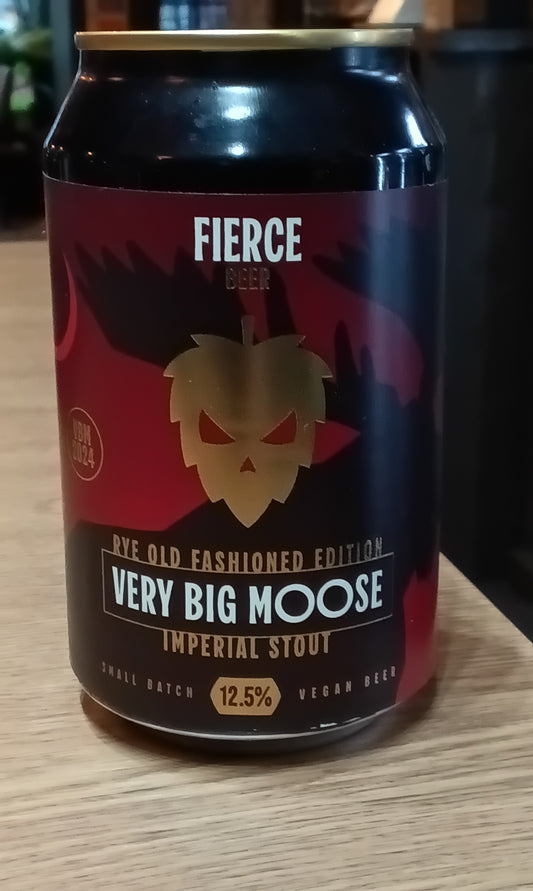 FIERCE
BEER
VBM
2024
RYE OLD FASHIONED EDITION
VERY BIG MOOSE
IMPERIAL STOUT
SMALL BATCH 12.5% VEGAN BEER